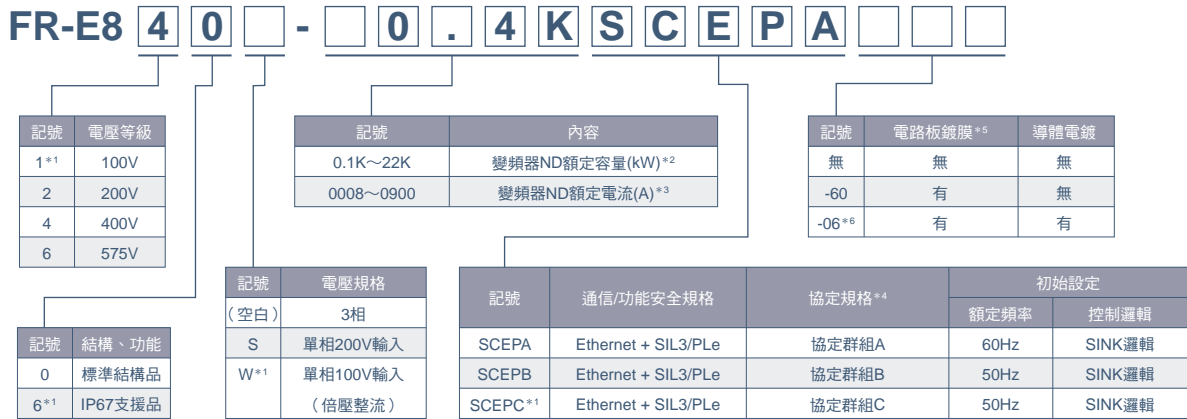 FR-E8 4 0 - 0 . 4 K S C E P A
記號 電壓等級
1*1 100V
2 200V
4 400V
6 575V
記號 結構、功能
0 標準結構品
6*1 IP67支援品
記號 電壓規格
(空白) 3相
S 單相200V輸入
W*1 單相100V輸入
(倍壓整流)
記號 內容
0.1K～22K 變頻器ND額定容量(kW)*2
0008～0900 變頻器ND額定電流(A)*3
記號 通信/功能安全規格 協定規格*4 初始設定
額定頻率 控制邏輯
SCEPA Ethernet + SIL3/PLe 協定群組A 60Hz SINK邏輯
SCEPB Ethernet + SIL3/PLe 協定群組B 50Hz SINK邏輯
SCEPC*1 Ethernet + SIL3/PLe 協定群組C 50Hz SINK邏輯
記號 電路板鍍膜*5 導體電鍍
無 無 無
-60 有 無
-06*6 有 有